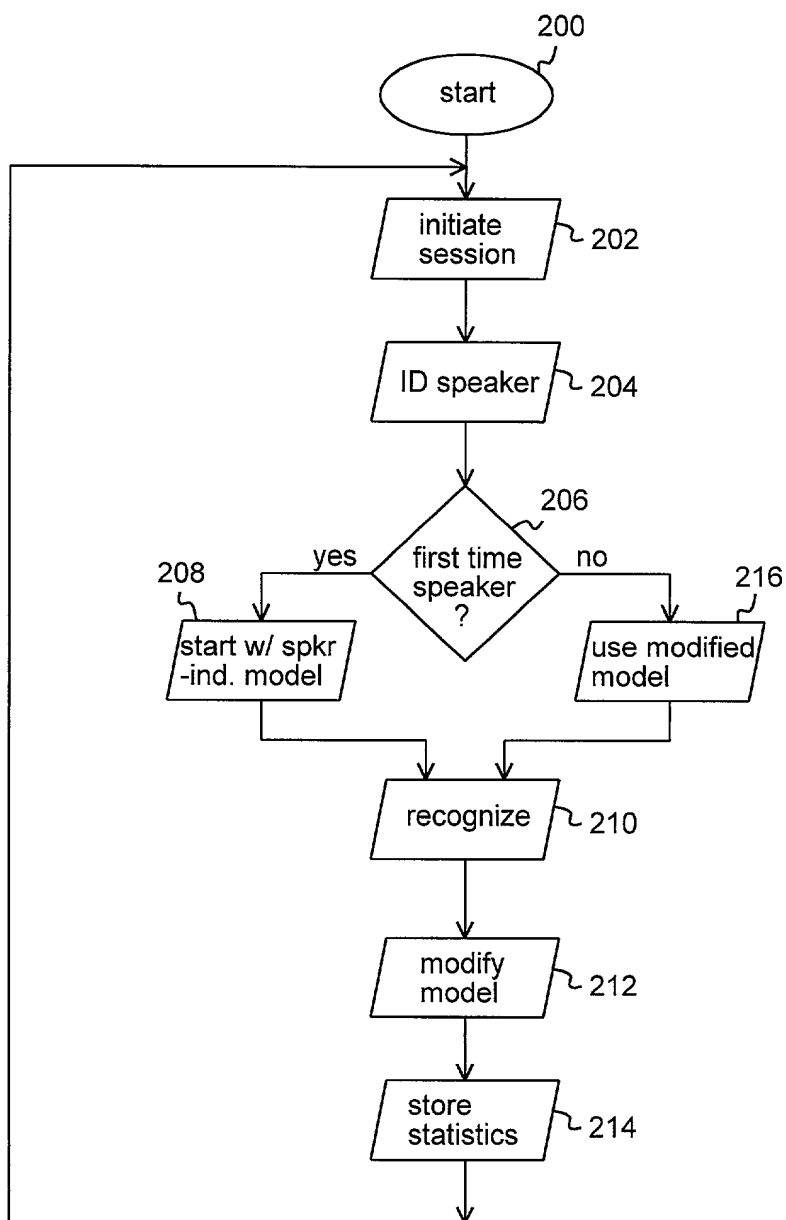 200
start
initiate
session
202
ID speaker
204
206
yes
first time
speaker
?
no
208
start w/ spkr
-ind. model
216
use modified
model
recognize
210
modify
model
212
store
statistics
214